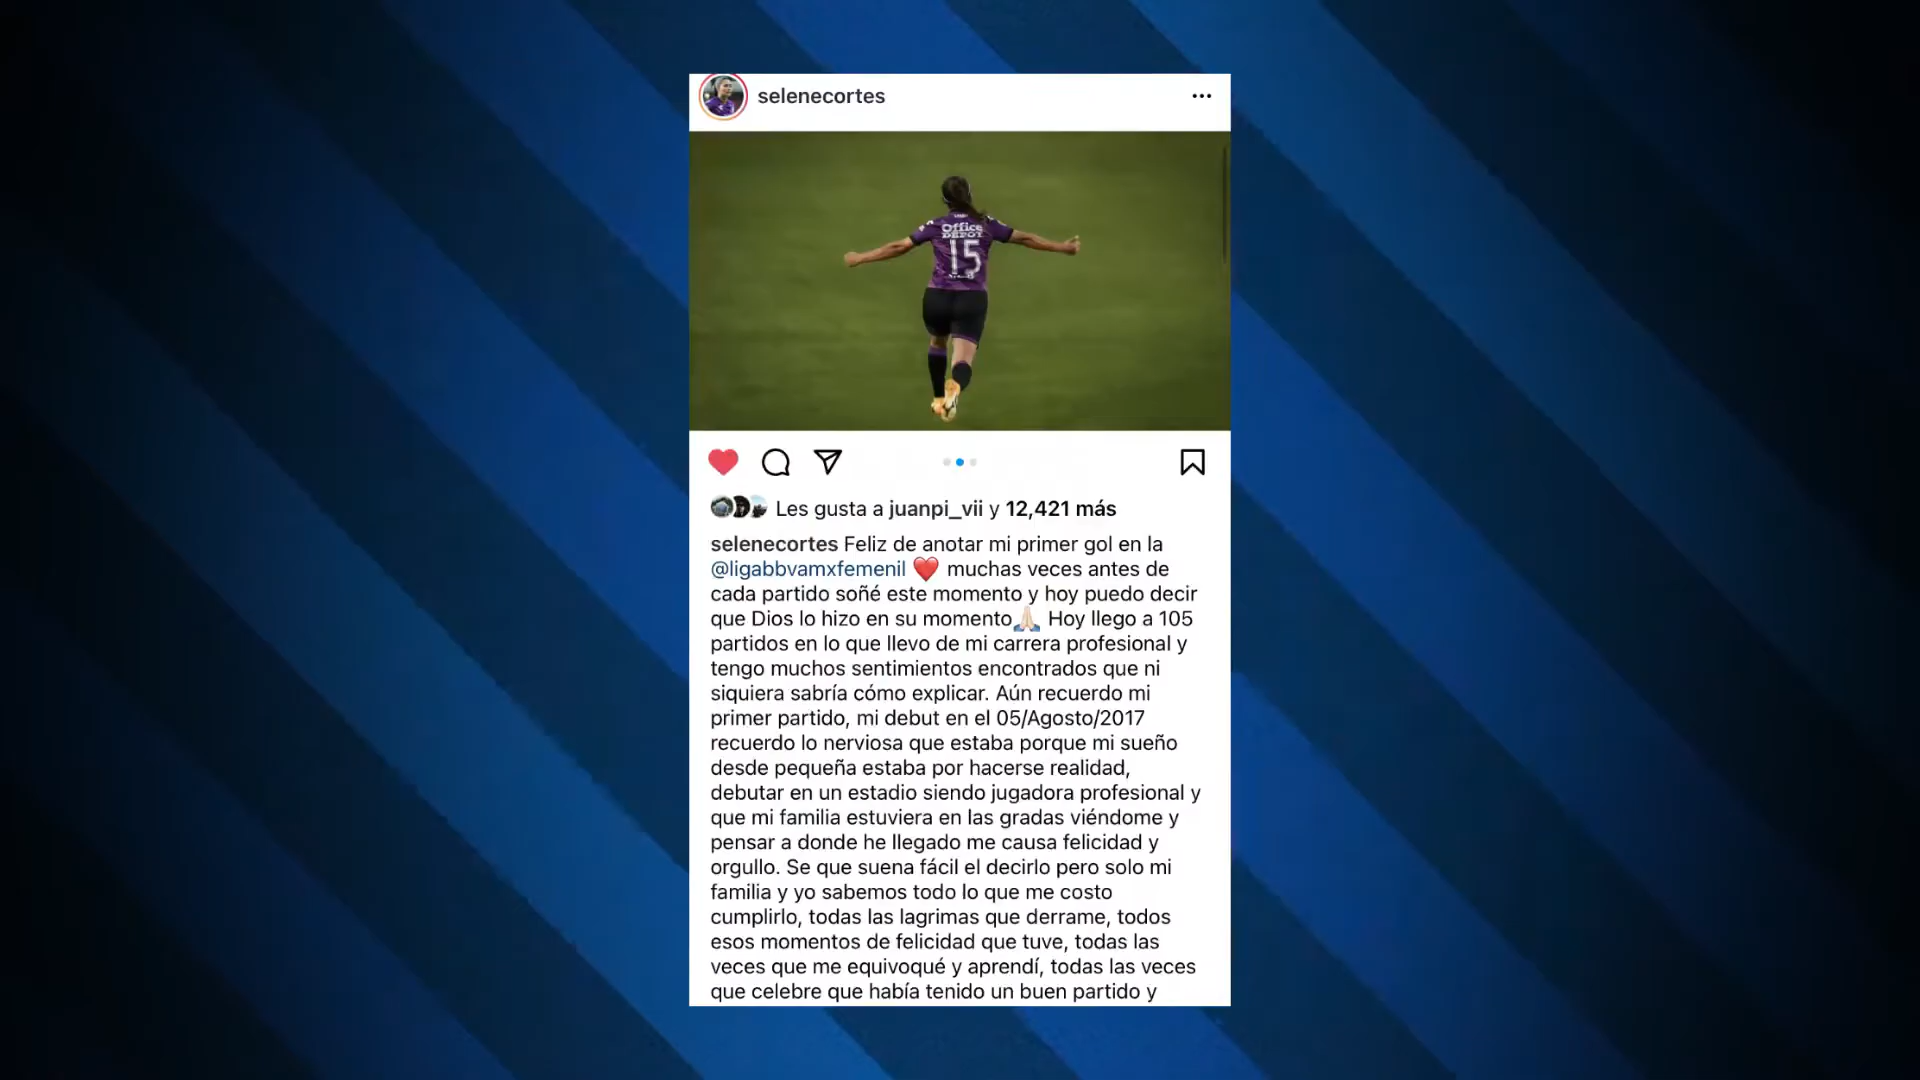 selenecortes
Office
DEPOT
15
Les gusta a juanpi_vii y 12,421 más
selenecortes Feliz de anotar mi primer gol en la
@ligabbvamxfemenil ❤️ muchas veces antes de
cada partido soñé este momento y hoy puedo decir
que Dios lo hizo en su momento🙏🏻 Hoy llego a 105
partidos en lo que llevo de mi carrera profesional y
tengo muchos sentimientos encontrados que ni
siquiera sabría cómo explicar. Aún recuerdo mi
primer partido, mi debut en el 05/Agosto/2017
recuerdo lo nerviosa que estaba porque mi sueño
desde pequeña estaba por hacerse realidad,
debutar en un estadio siendo jugadora profesional y
que mi familia estuviera en las gradas viéndome y
pensar a donde he llegado me causa felicidad y
orgullo. Se que suena fácil el decirlo pero solo mi
familia y yo sabemos todo lo que me costo
cumplirlo, todas las lagrimas que derrame, todos
esos momentos de felicidad que tuve, todas las
veces que me equivoqué y aprendí, todas las veces
que celebre que había tenido un buen partido y